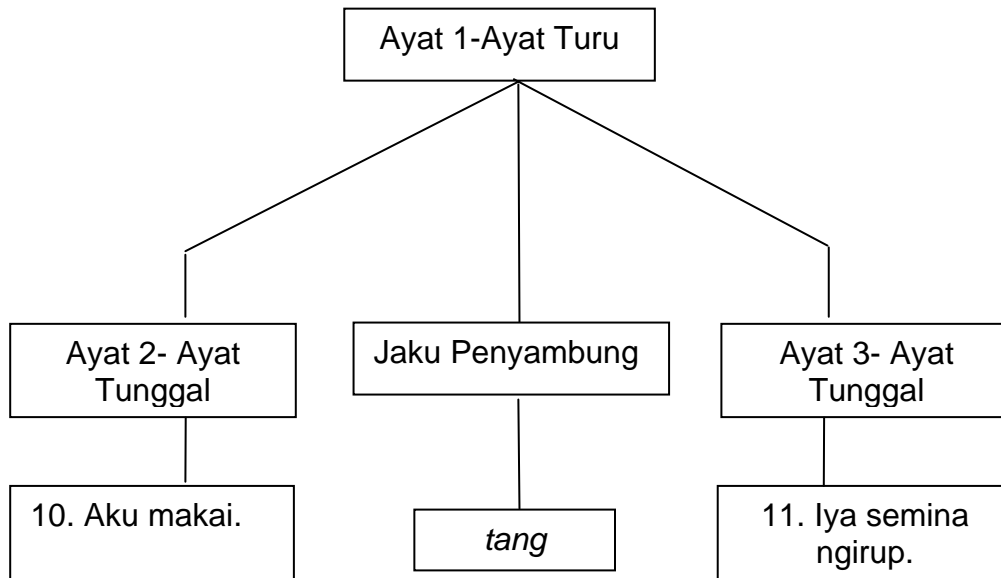 Ayat 1-Ayat Turu
Ayat 2- Ayat
Tunggal
Jaku Penyambung
Ayat 3- Ayat
Tunggal
10. Aku makai.
tang
11. Iya semina
ngirup.